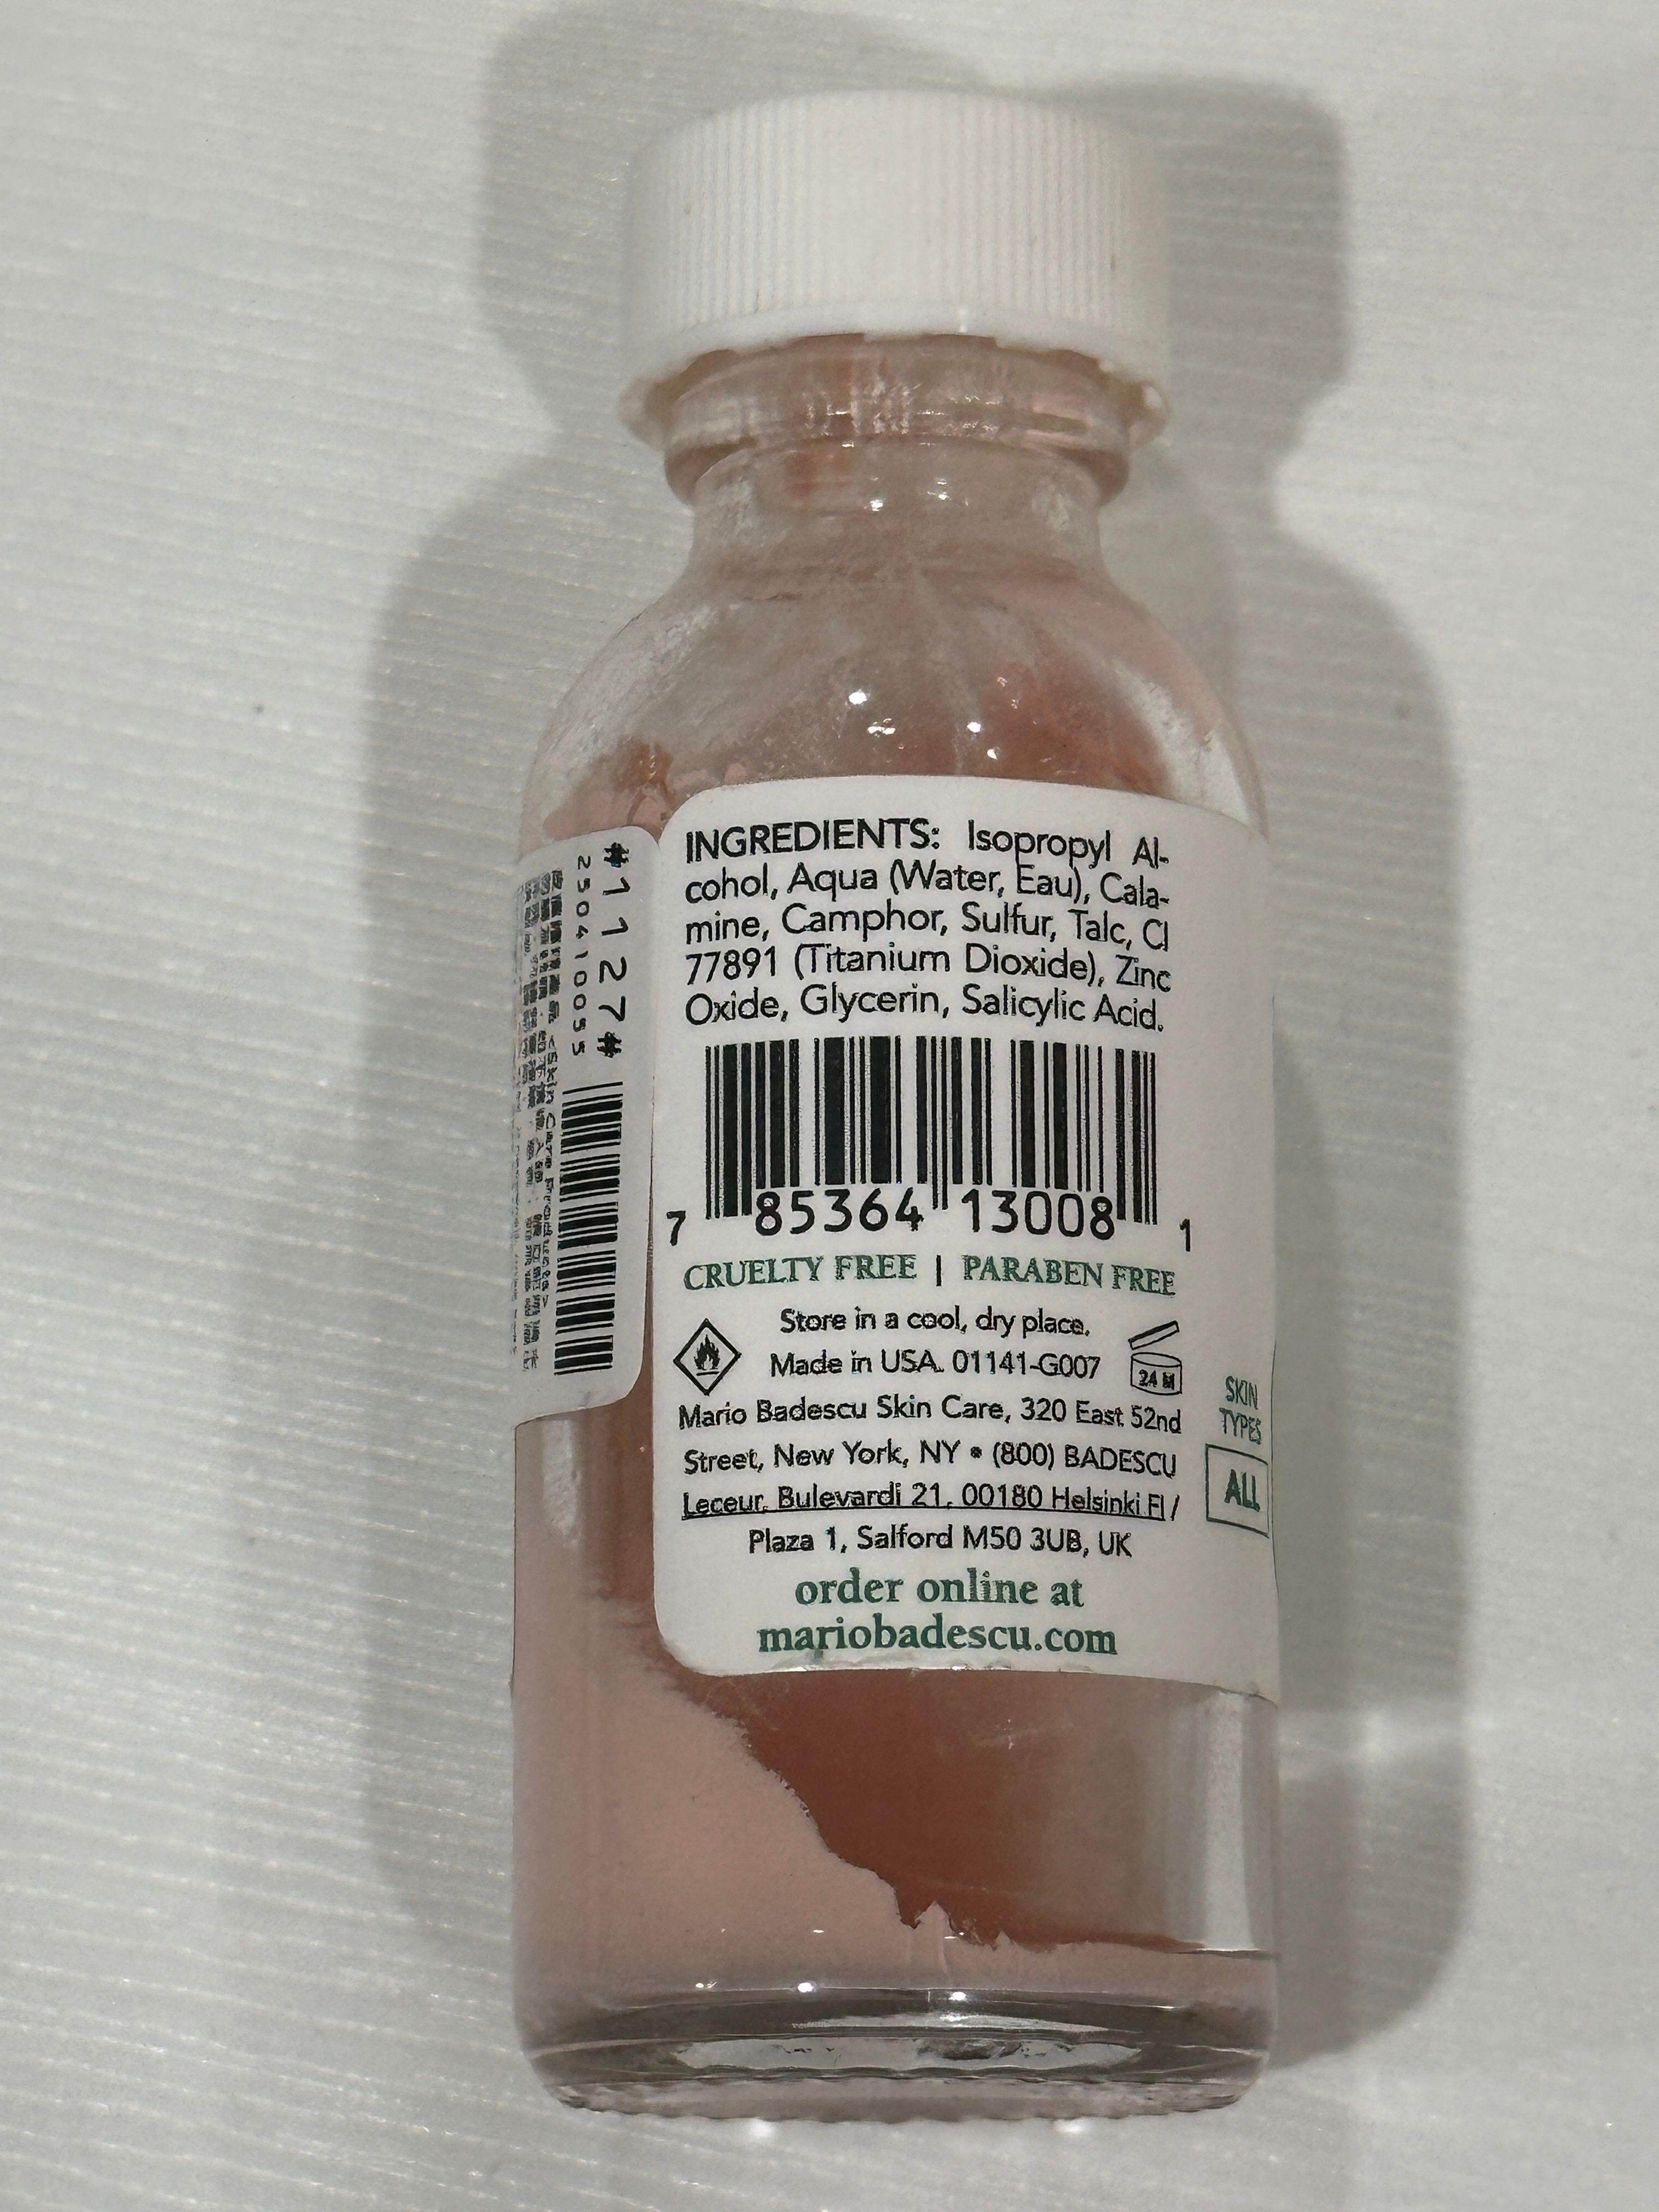 INGREDIENTS: Isopropyl Al-
cohol, Aqua (Water, Eau), Cala-
mine, Camphor, Sulfur, Talc, CI
77891 (Titanium Dioxide), Zinc
Oxide, Glycerin, Salicylic Acid.
7 85364 13008 1
CRUELTY FREE | PARABEN FREE
Store in a cool, dry place.
Made in USA. 01141-G007
24 M
Mario Badescu Skin Care, 320 East 52nd
Street, New York, NY • (800) BADESCU
Leceur, Bulevardi 21, 00180 Helsinki FI /
Plaza 1, Salford M50 3UB, UK
order online at
mariobadescu.com
SKIN
TYPES
ALL
#1127#
250410055